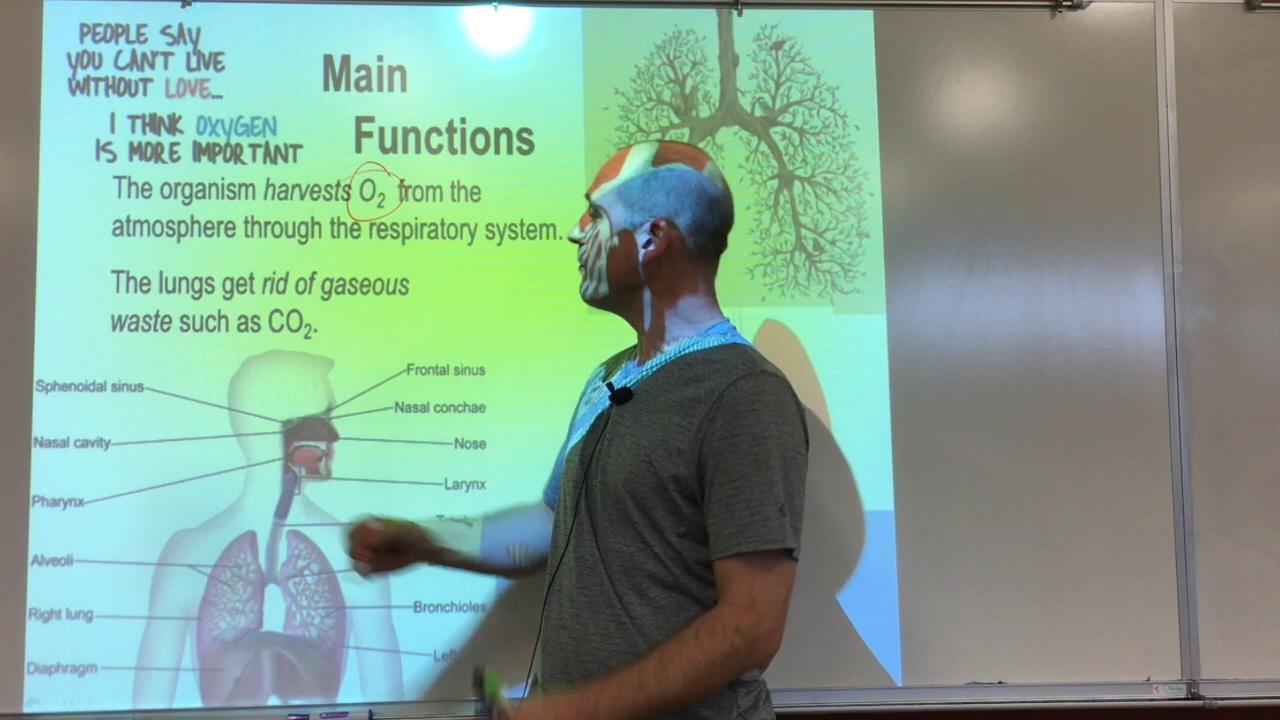 PEOPLE SAY
YOU CAN'T LIVE
WITHOUT LOVE...
I THINK OXYGEN
IS MORE IMPORTANT
Main
Functions
The organism harvests O₂ from the
atmosphere through the respiratory system.
The lungs get rid of gaseous
waste such as CO₂.
Sphenoidal sinus
Frontal sinus
Nasal conchae
Nasal cavity
Nose
Larynx
Pharynx
Alveoli
Right lung
Bronchioles
Diaphragm